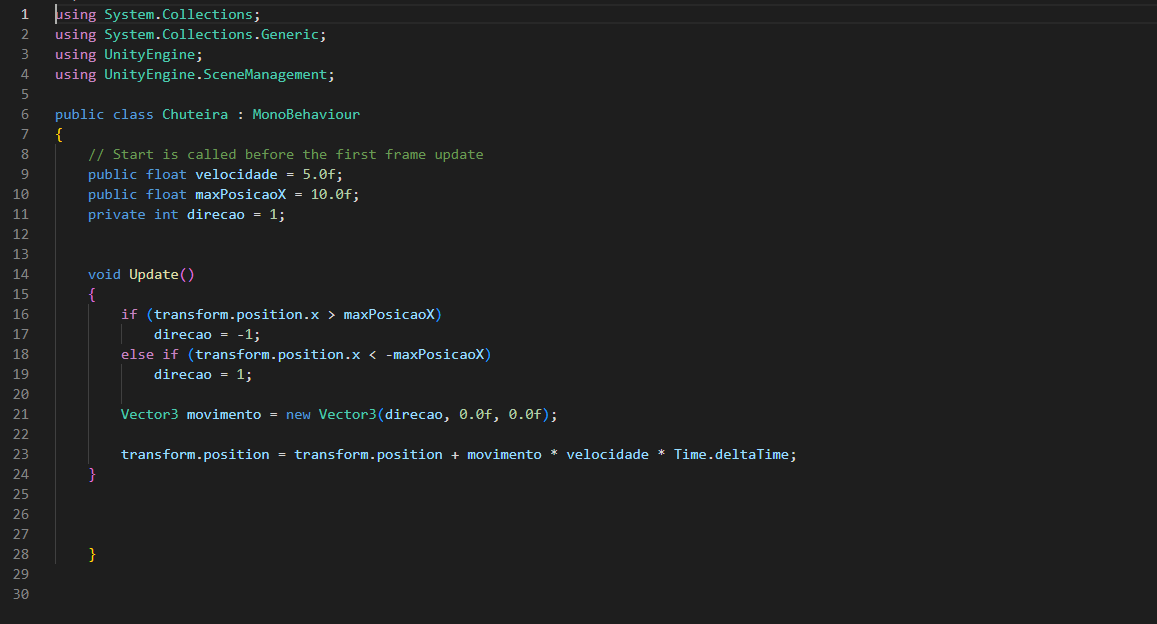 1 using System.Collections;
2 using System.Collections.Generic;
3 using UnityEngine;
4 using UnityEngine.SceneManagement;
5
6 public class Chuteira : MonoBehaviour
7 {
8     // Start is called before the first frame update
9     public float velocidade = 5.0f;
10     public float maxPosicaoX = 10.0f;
11     private int direcao = 1;
12
13
14     void Update()
15     {
16         if (transform.position.x > maxPosicaoX)
17             direcao = -1;
18         else if (transform.position.x < -maxPosicaoX)
19             direcao = 1;
20
21         Vector3 movimento = new Vector3(direcao, 0.0f, 0.0f);
22
23         transform.position = transform.position + movimento * velocidade * Time.deltaTime;
24     }
25
26
27
28     }
29
30